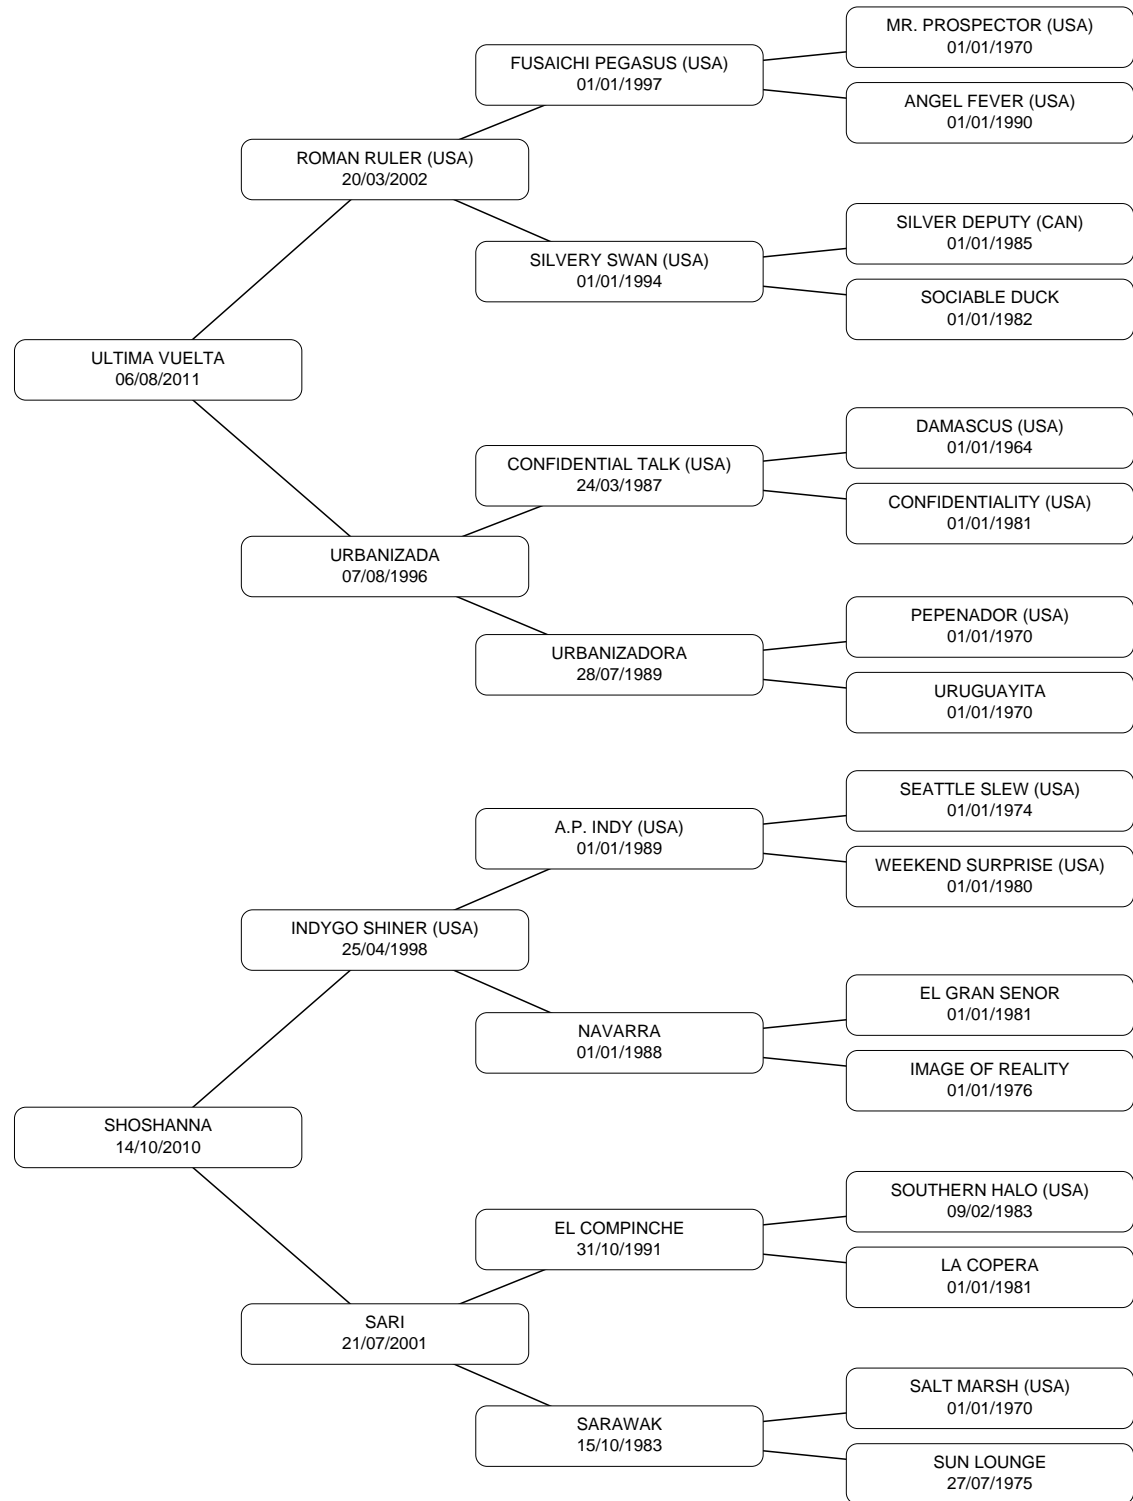 MR. PROSPECTOR (USA)
01/01/1970
FUSAICHI PEGASUS (USA)
01/01/1997
ANGEL FEVER (USA)
01/01/1990
ROMAN RULER (USA)
20/03/2002
SILVER DEPUTY (CAN)
01/01/1985
SILVERY SWAN (USA)
01/01/1994
SOCIABLE DUCK
01/01/1982
ULTIMA VUELTA
06/08/2011
DAMASCUS (USA)
01/01/1964
CONFIDENTIAL TALK (USA)
24/03/1987
CONFIDENTIALITY (USA)
01/01/1981
URBANIZADA
07/08/1996
PEPENADOR (USA)
01/01/1970
URBANIZADORA
28/07/1989
URUGUAYITA
01/01/1970
SEATTLE SLEW (USA)
01/01/1974
A.P. INDY (USA)
01/01/1989
WEEKEND SURPRISE (USA)
01/01/1980
INDYGO SHINER (USA)
25/04/1998
EL GRAN SENOR
01/01/1981
NAVARRA
01/01/1988
IMAGE OF REALITY
01/01/1976
SHOSHANNA
14/10/2010
SOUTHERN HALO (USA)
09/02/1983
EL COMPINCHE
31/10/1991
LA COPERA
01/01/1981
SARI
21/07/2001
SALT MARSH (USA)
01/01/1970
SARAWAK
15/10/1983
SUN LOUNGE
27/07/1975